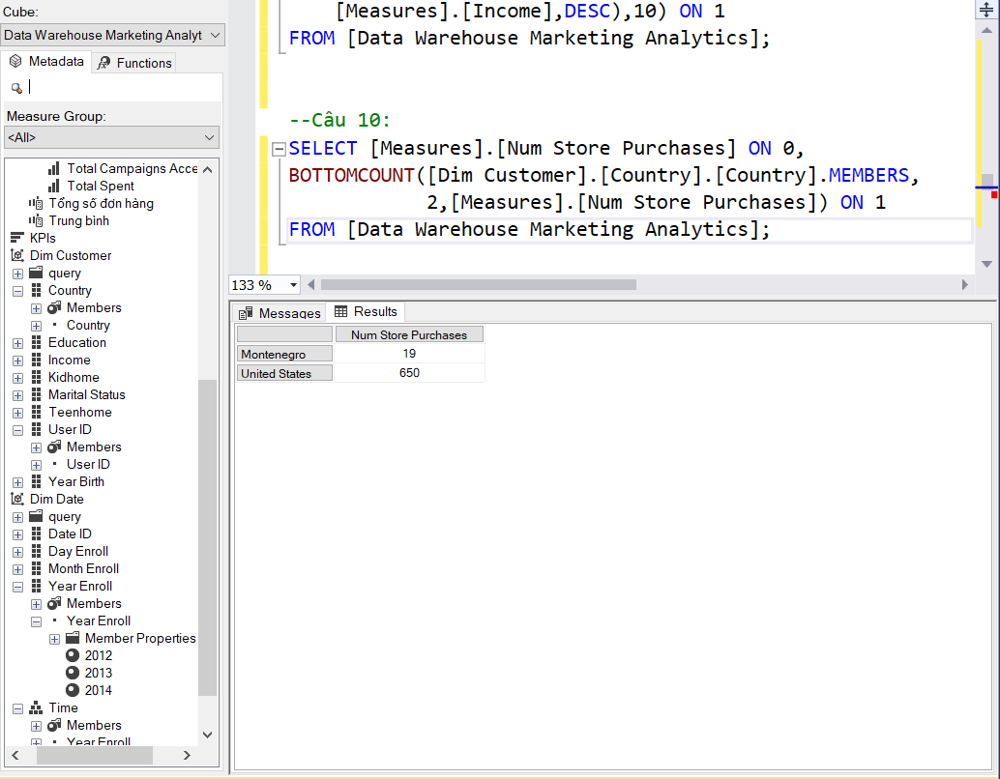 Cube:
Data Warehouse Marketing Analyt
Metadata
Functions
Measure Group:
<All>
Total Campaigns Acce
Total Spent
Tổng số đơn hàng
Trung bình
KPIs
Dim Customer
query
Country
Members
Country
Education
Income
Kidhome
Marital Status
Teenhome
User ID
Members
User ID
Year Birth
Dim Date
query
Date ID
Day Enroll
Month Enroll
Year Enroll
Members
Year Enroll
Member Properties
2012
2013
2014
Time
Members
Year Enroll
[Measures].[Income],DESC),10) ON 1
FROM [Data Warehouse Marketing Analytics];
--Câu 10:
SELECT [Measures].[Num Store Purchases] ON 0,
BOTTOMCOUNT([Dim Customer].[Country].[Country].MEMBERS,
2,[Measures].[Num Store Purchases]) ON 1
FROM [Data Warehouse Marketing Analytics];
133 %
Messages
Results
Num Store Purchases
Montenegro 19
United States 650